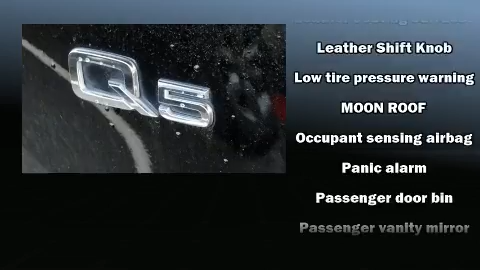 Q5
Leather Shift Knob
Low tire pressure warning
MOON ROOF
Occupant sensing airbag
Panic alarm
Passenger door bin
Passenger vanity mirror